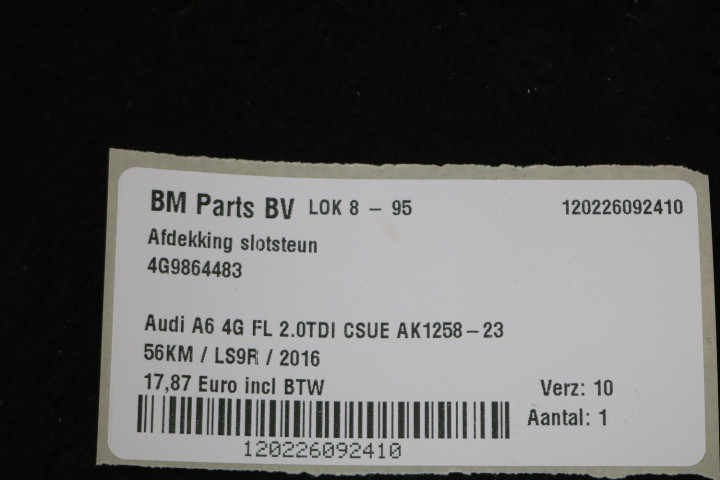 BM Parts BV LOK 8 - 95 120226092410
Afdekking slotsteun
4G9864483
Audi A6 4G FL 2.0TDI CSUE AK1258-23
56KM / LS9R / 2016
17,87 Euro incl BTW Verz: 10
Aantal: 1
120226092410